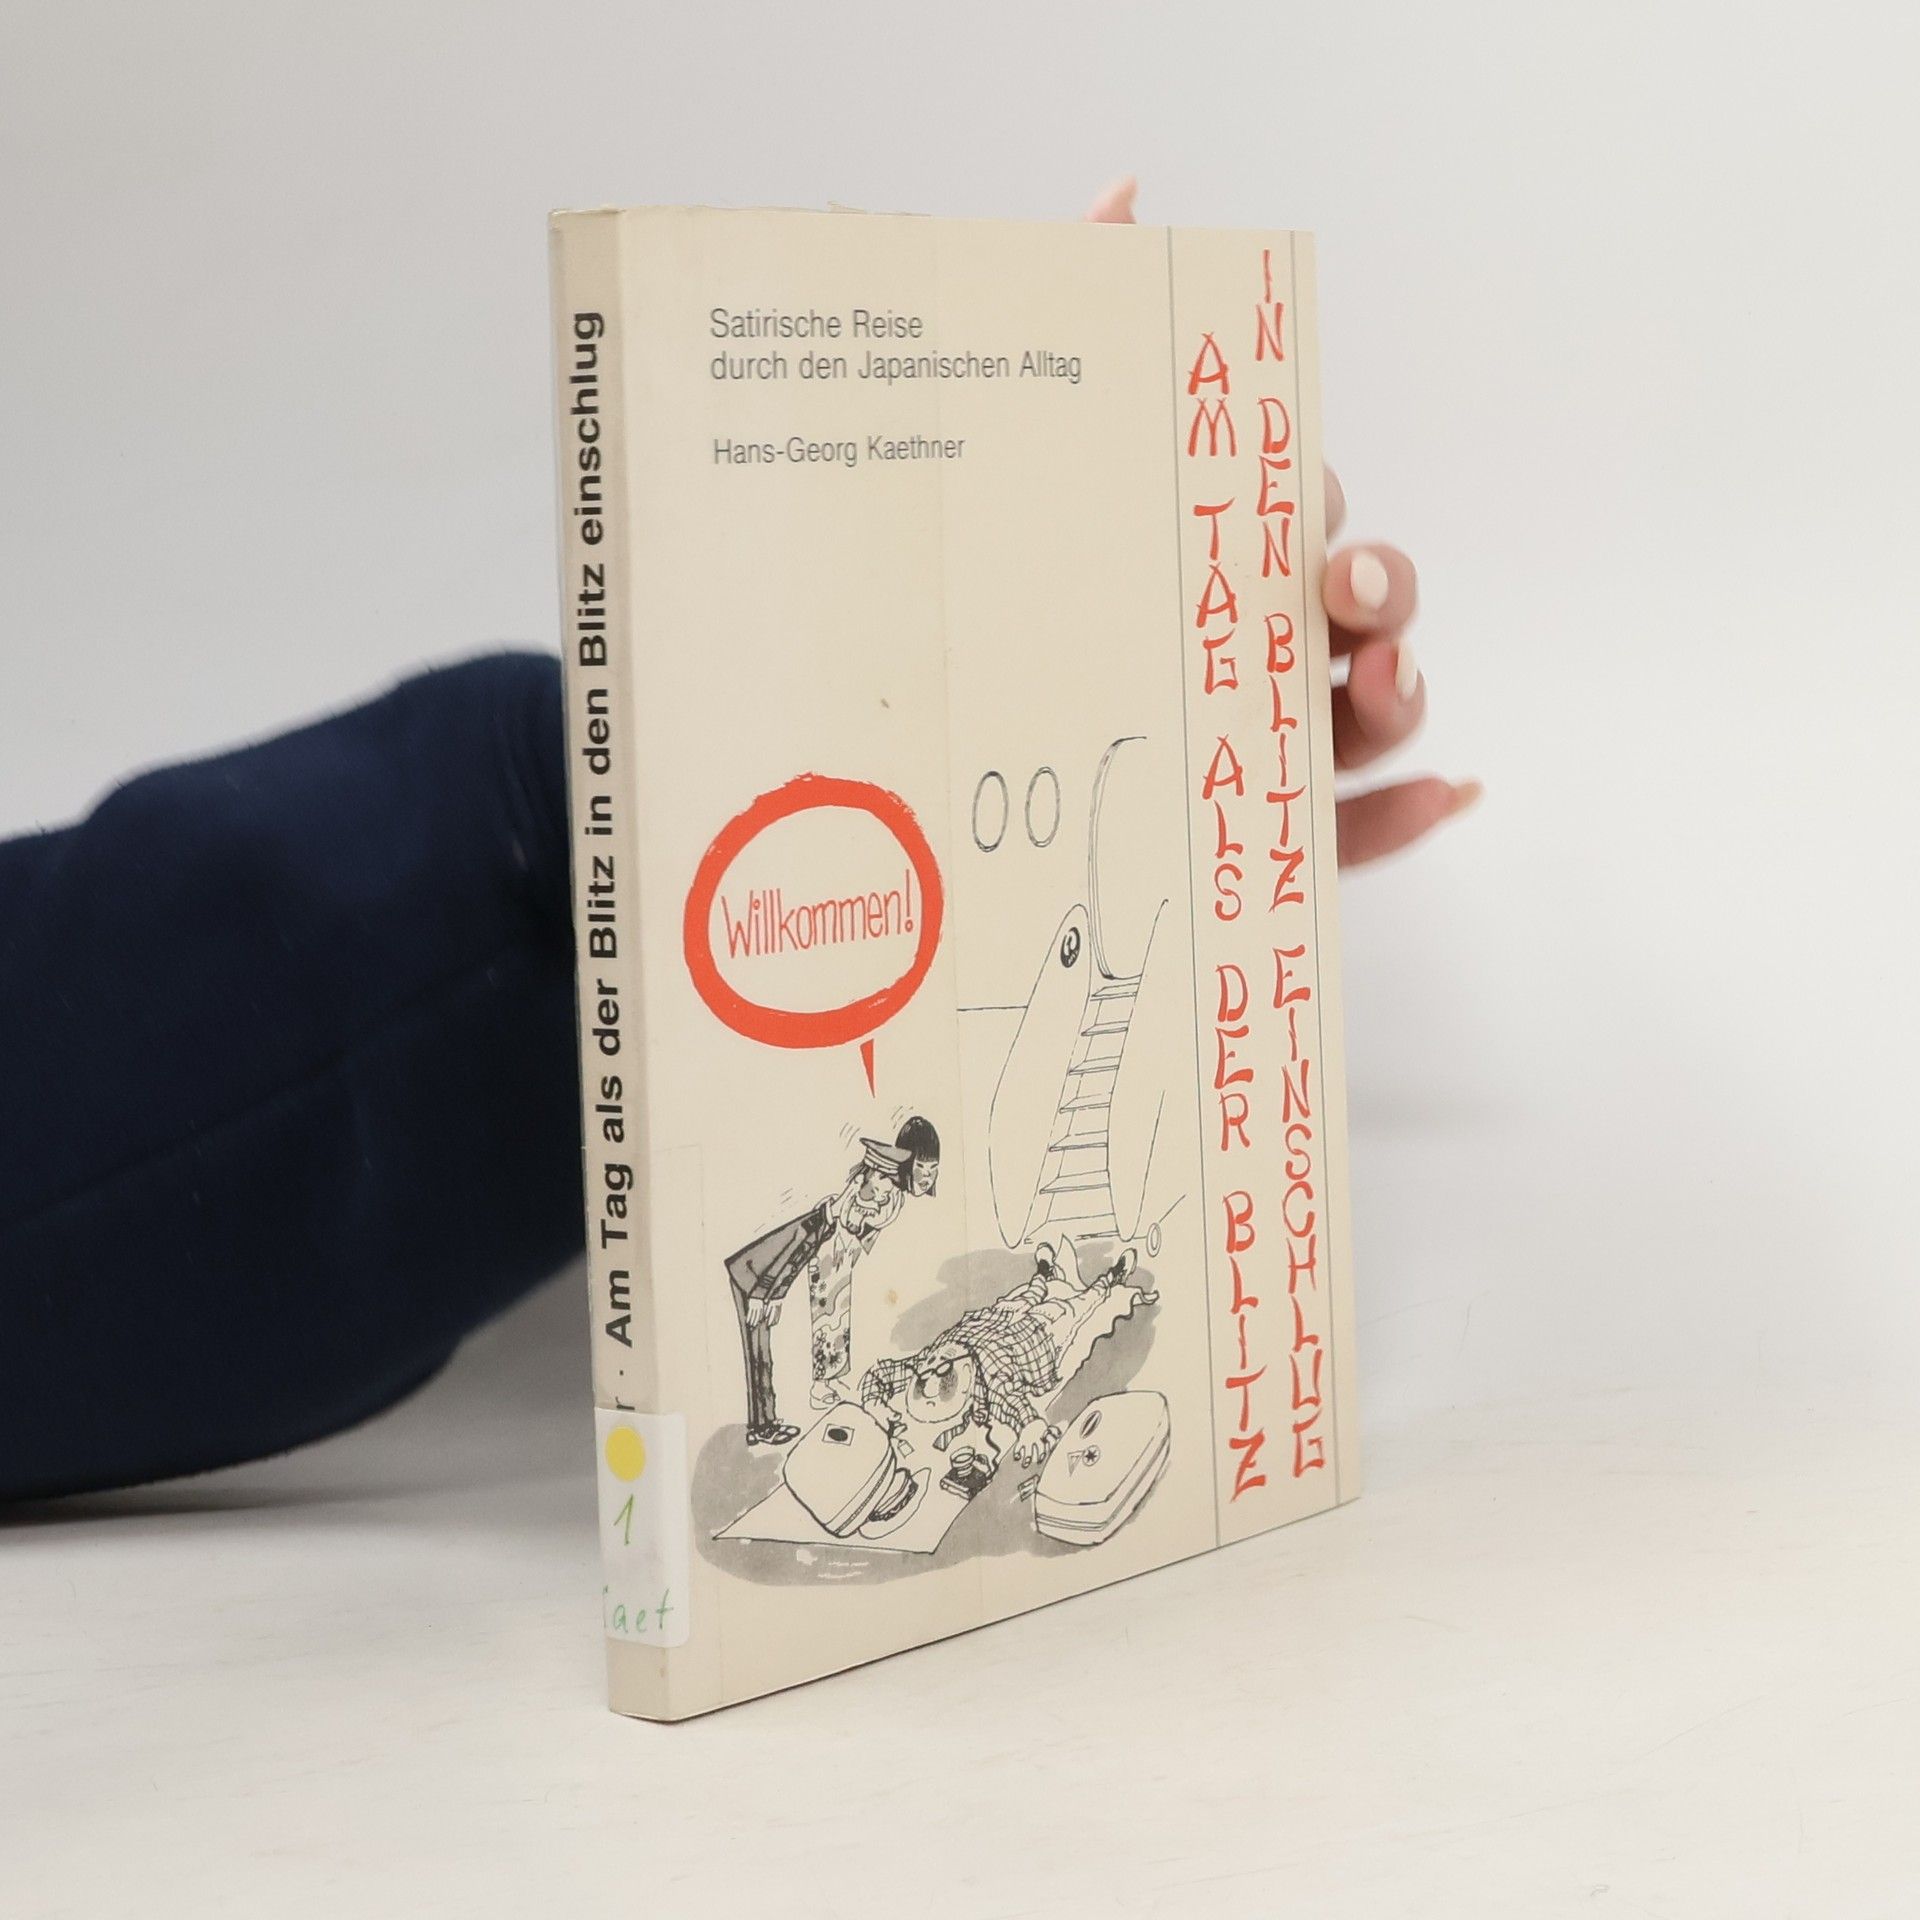 Am Tag als der Blitz in den Blitz einschlug
1
aet
Satirische Reise
durch den Japanischen Alltag
Hans-Georg Kaethner
Willkommen!
IN DEN BLITZ EINSCHLUG
AM TAG ALS DER BLITZ